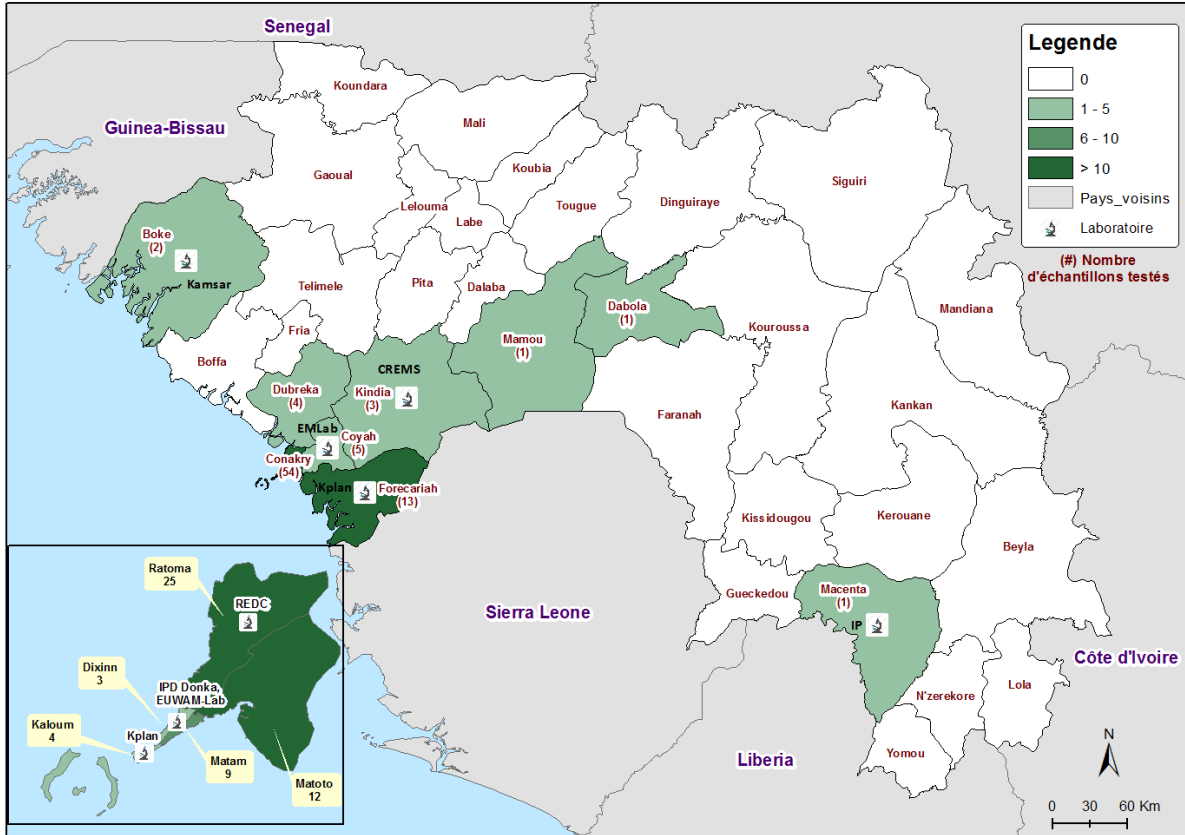 Senegal
Guinea-Bissau
Koundara
Mali
Gaoual
Koubia
Lelouma
Labe
Tougue
Dinguiraye
Siguiri
Boke
(2)
Kamsar
Telimele
Pita
Dalaba
Fria
Boffa
Mamou
(1)
Dabola
(1)
Kouroussa
Mandiana
CREMS
Kindia
(3)
Dubreka
(4)
EMLab
Coyah
(5)
Conakry
(54)
Kplan
Forecariah
(13)
Faranah
Kankan
Kissidougou
Kerouane
Beyla
Gueckedou
Macenta
(1)
IP
Sierra Leone
Côte d'Ivoire
N'zerekore
Lola
Yomou
Liberia
Legende
0
1 - 5
6 - 10
> 10
Pays_voisins
Laboratoire
(#) Nombre
d'échantillons testés
Ratoma
25
REDC
Dixinn
3
IPD Donka,
EUWAM-Lab
Kaloum
4
Kplan
Matam
9
Matoto
12
N
0 30 60 Km